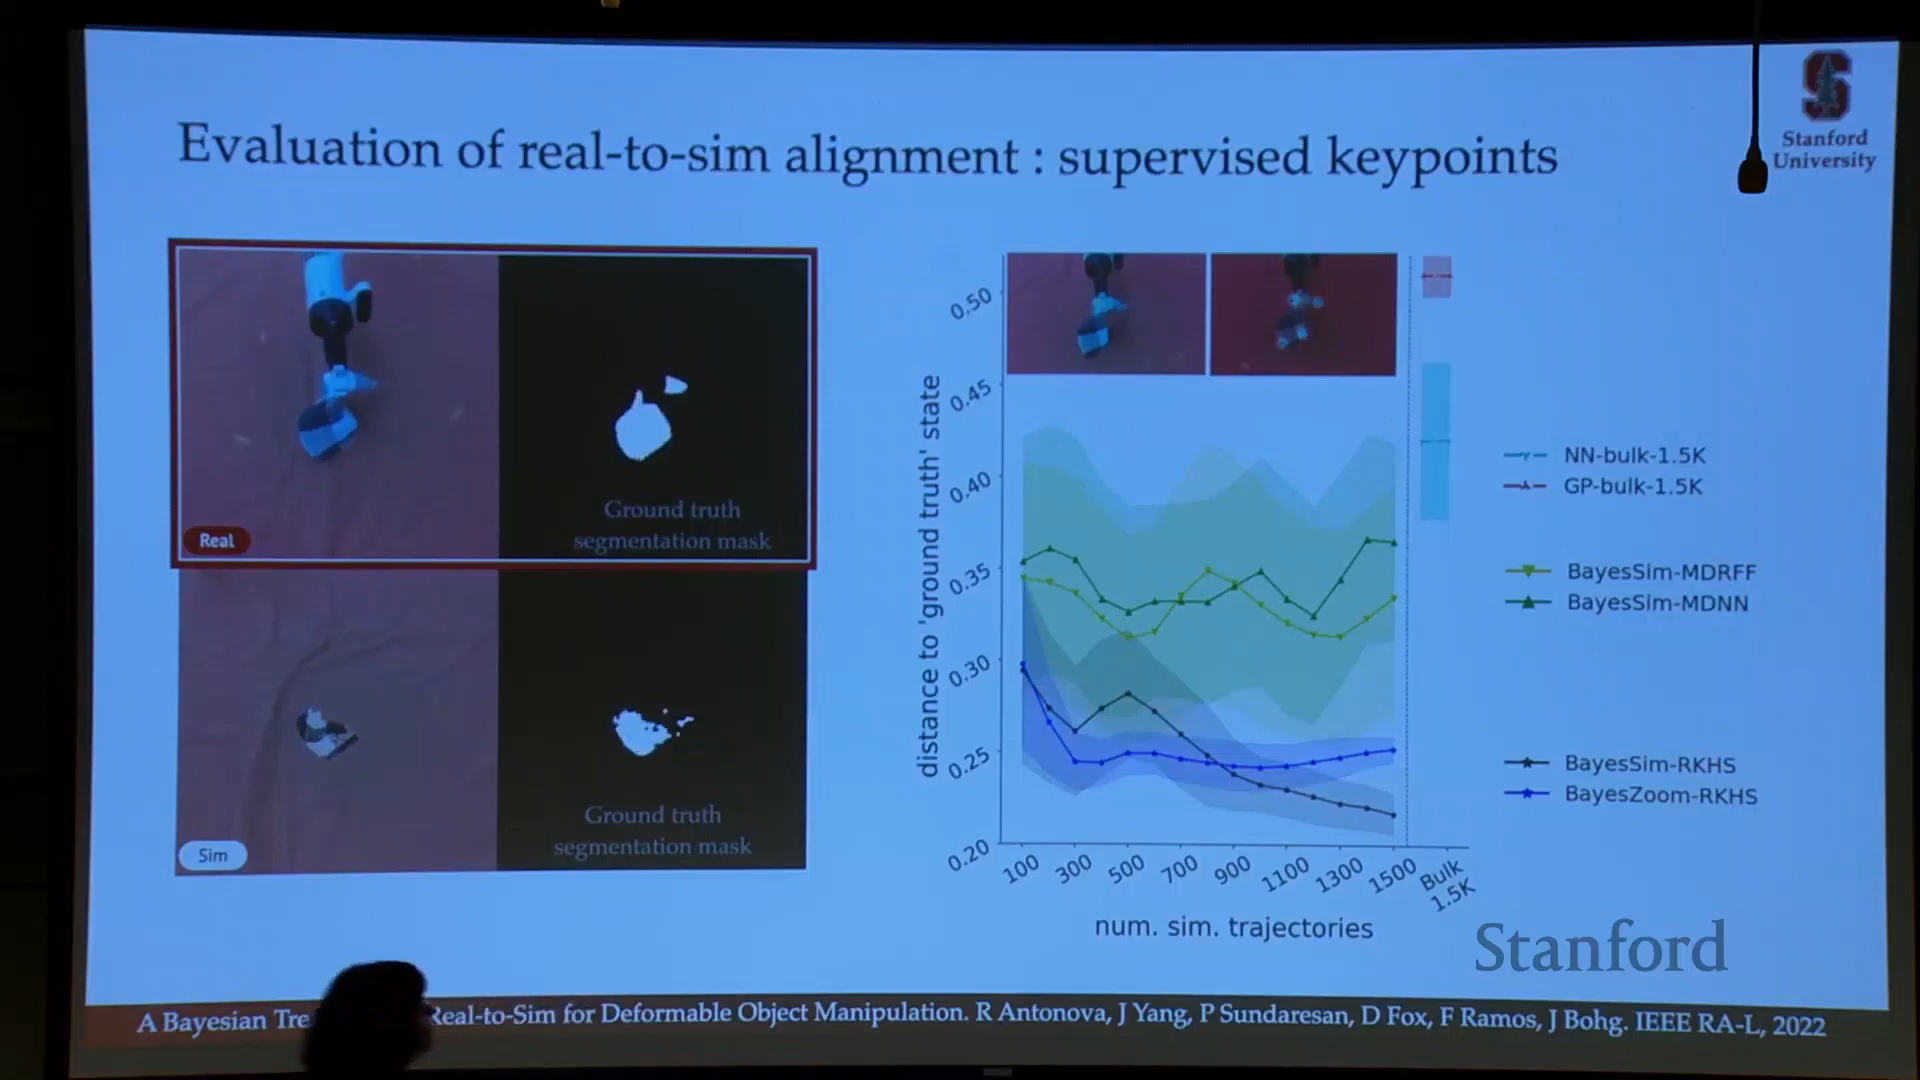 Evaluation of real-to-sim alignment : supervised keypoints
Stanford
University
Ground truth
segmentation mask
Real
Ground truth
segmentation mask
Sim
distance to 'ground truth' state
0.50
0.45
0.40
0.35
0.30
0.25
0.20
100
300
500
700
900
1100
1300
1500
Bulk
1.5K
num. sim. trajectories
NN-bulk-1.5K
GP-bulk-1.5K
BayesSim-MDRFF
BayesSim-MDNN
BayesSim-RKHS
BayesZoom-RKHS
Stanford
A Bayesian Real-to-Sim for Deformable Object Manipulation. R Antonova, J Yang, P Sundaresan, D Fox, F Ramos, J Bohg. IEEE RA-L, 2022